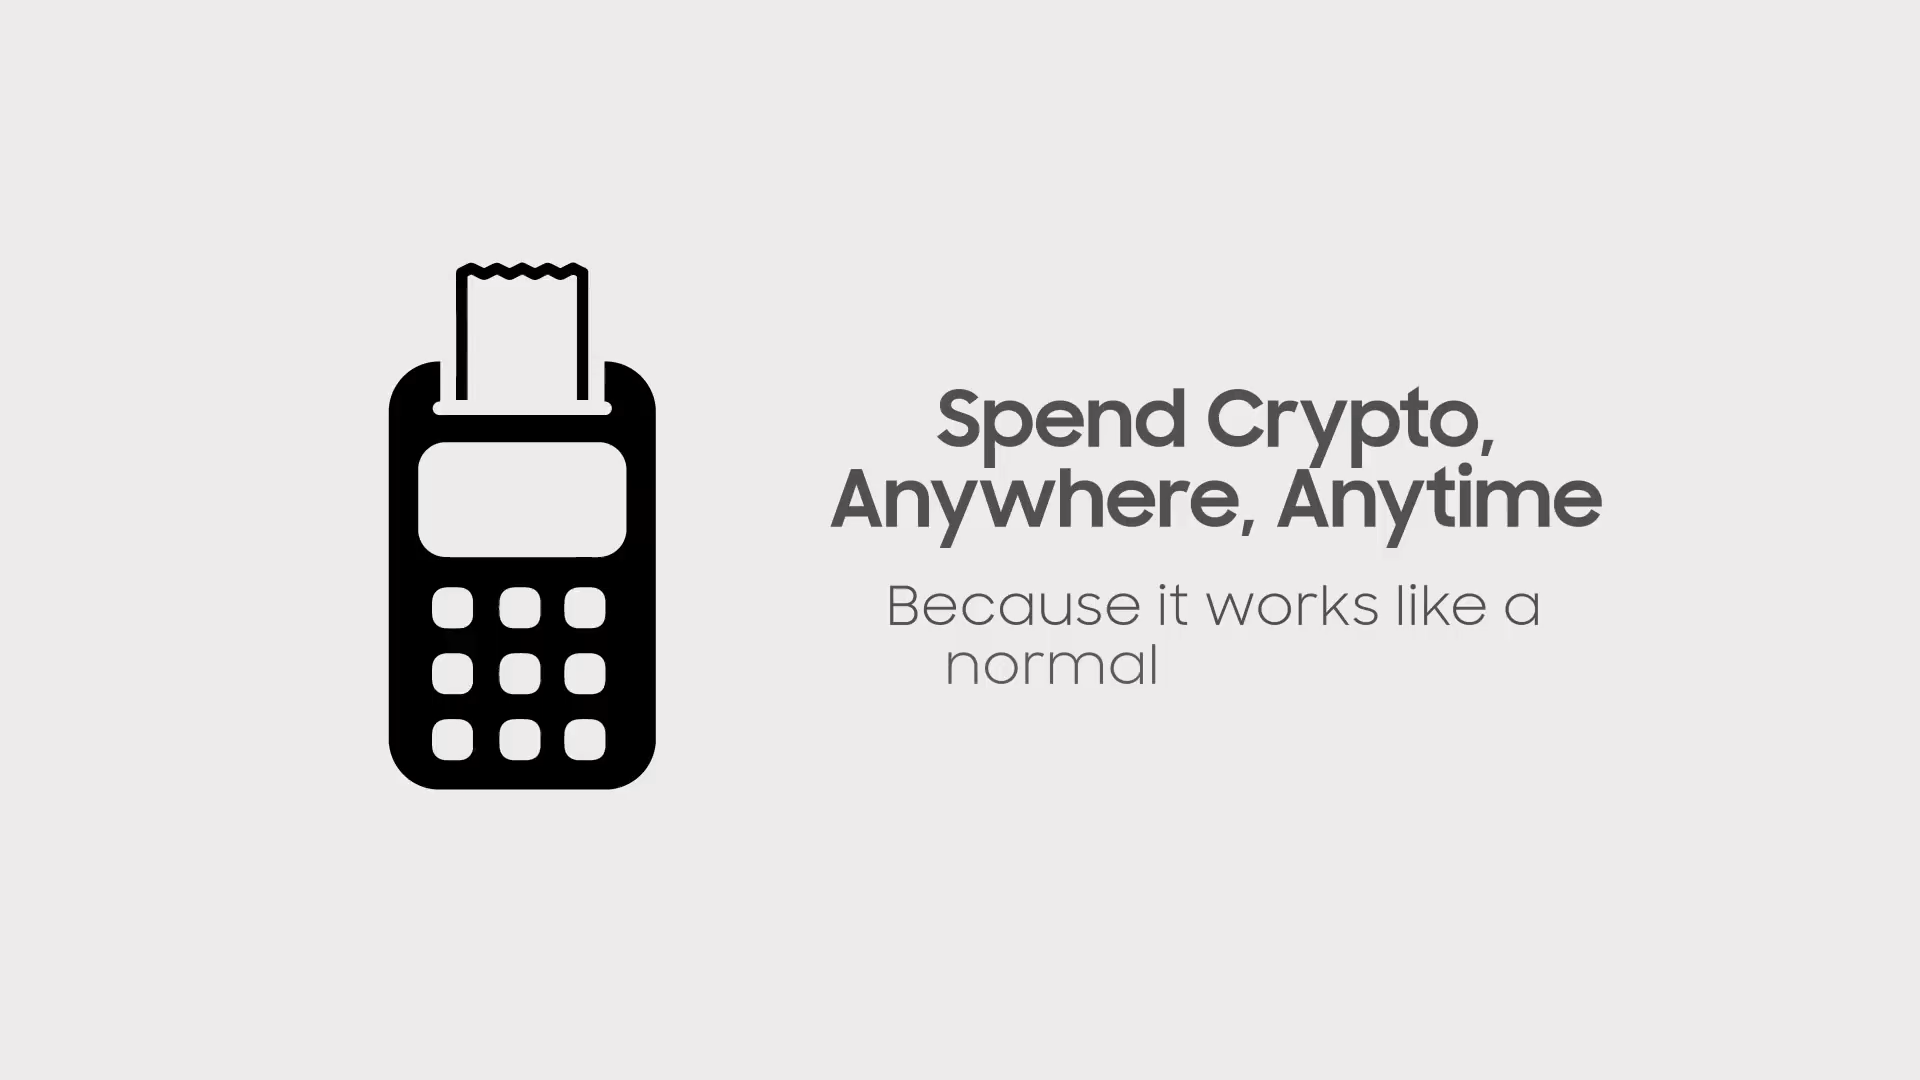 Spend Crypto,
Anywhere, Anytime
Because it works like a
normal